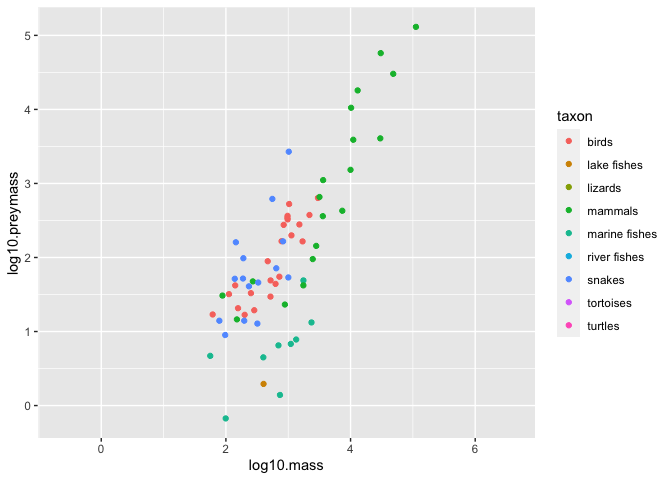 5
4
3
2
1
0
log10.preymass
0
2
4
6
log10.mass
taxon
birds
lake fishes
lizards
mammals
marine fishes
river fishes
snakes
tortoises
turtles